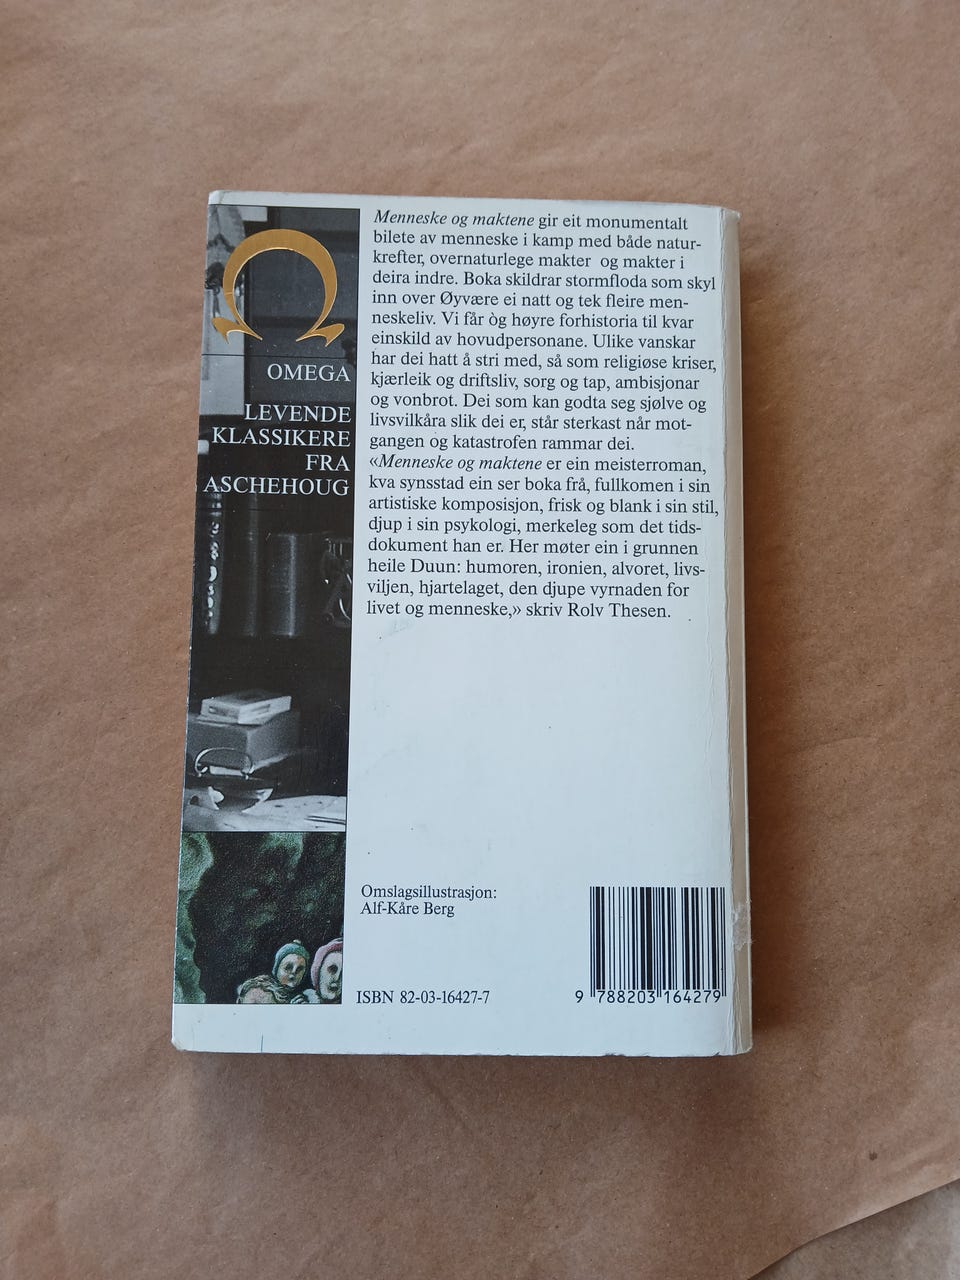 OMEGA
LEVENDE
KLASSIKERE
FRA
ASCHEHOUG
Menneske og maktene gir eit monumentalt
bilete av menneske i kamp med både natur-
krefter, overnaturlege makter og makter i
deira indre. Boka skildrar stormfloda som skyl
inn over Øyvære ei natt og tek fleire men-
neskeliv. Vi får òg høyre forhistoria til kvar
einskild av hovudpersonane. Ulike vanskar
har dei hatt å stri med, så som religiøse kriser,
kjærleik og driftsliv, sorg og tap, ambisjonar
og vonbrot. Dei som kan godta seg sjølve og
livsvilkåra slik dei er, står sterkast når mot-
gangen og katastrofen rammar dei.
«Menneske og maktene er ein meisterroman,
kva synsstad ein ser boka frå, fullkomen i sin
artistiske komposisjon, frisk og blank i sin stil,
djup i sin psykologi, merkeleg som det tids-
dokument han er. Her møter ein i grunnen
heile Duun: humoren, ironien, alvoret, livs-
viljen, hjartelaget, den djupe vyrnaden for
livet og menneske,» skriv Rolv Thesen.
Omslagsillustrasjon:
Alf-Kåre Berg
ISBN 82-03-16427-7
9 788203 164279